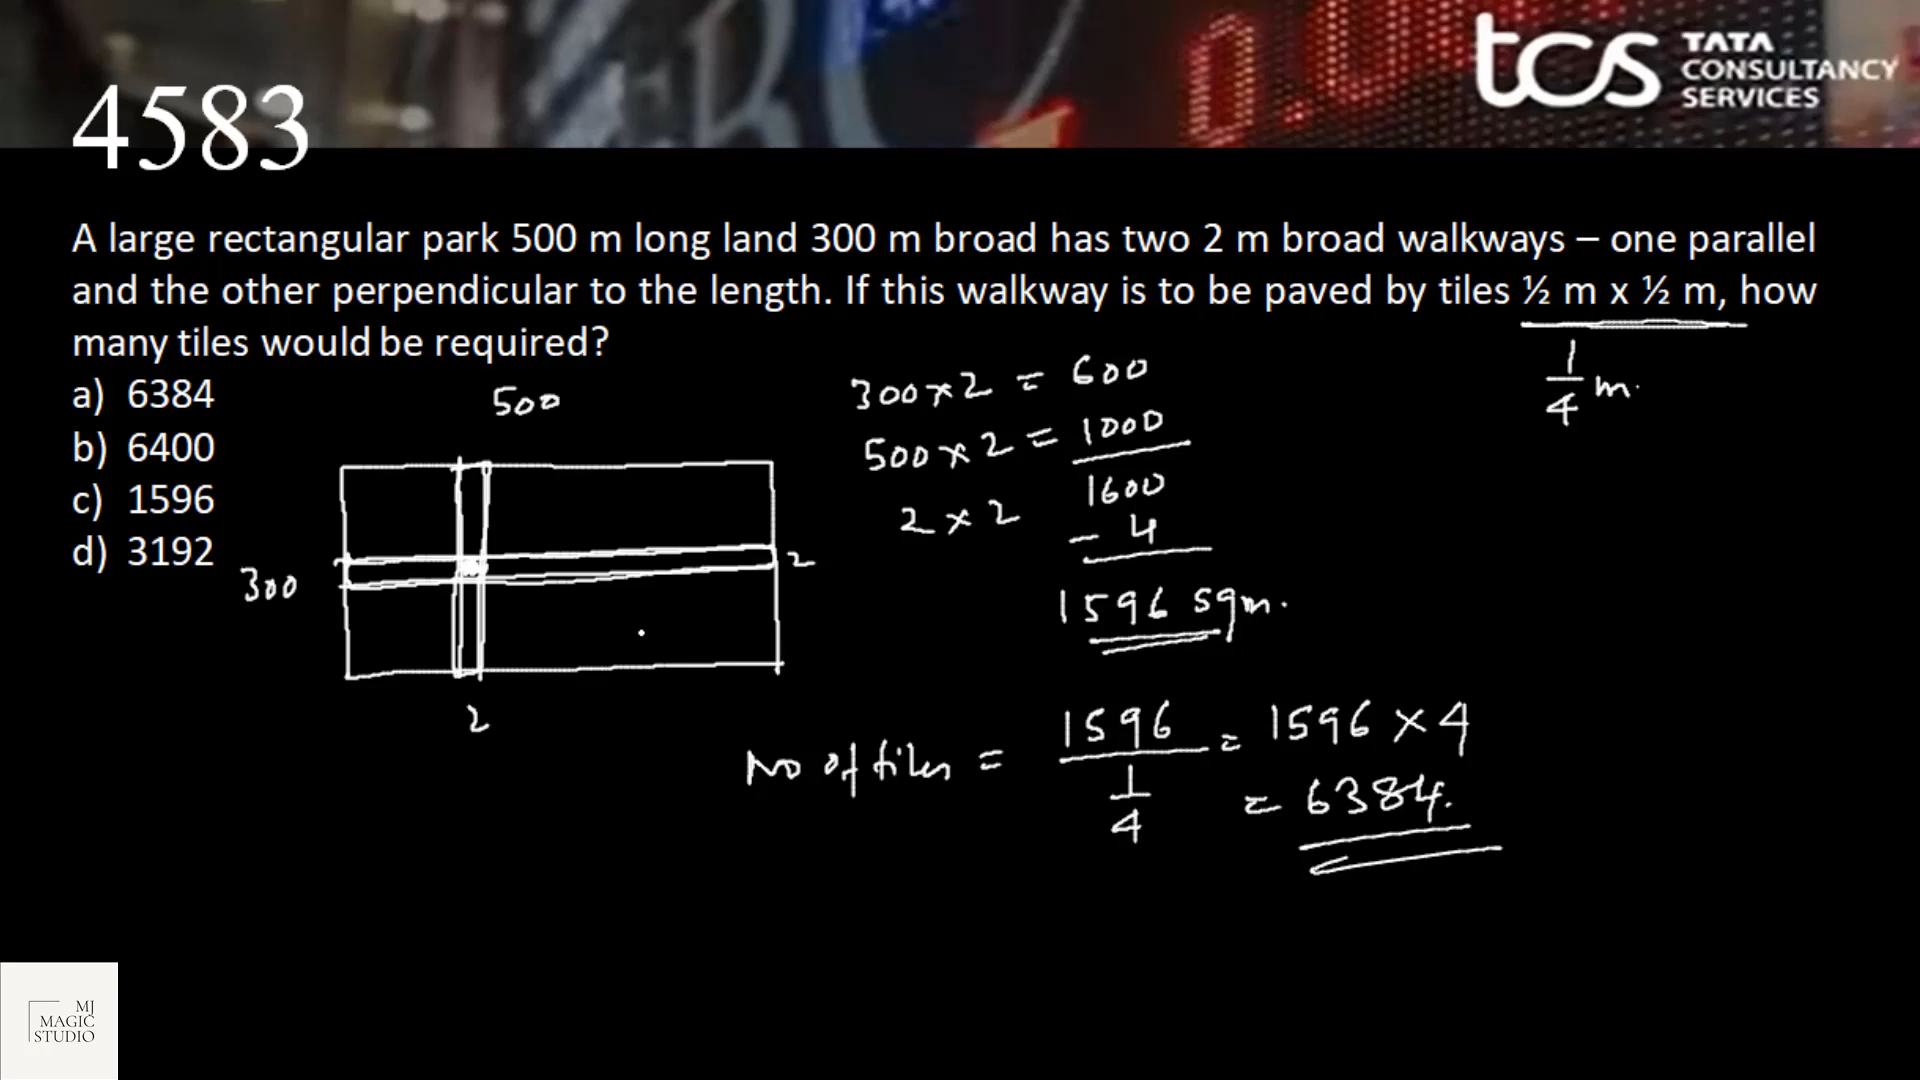 tcs TATA
CONSULTANCY
SERVICES
4583
A large rectangular park 500 m long land 300 m broad has two 2 m broad walkways – one parallel
and the other perpendicular to the length. If this walkway is to be paved by tiles ½ m x ½ m, how
many tiles would be required?
a) 6384
b) 6400
c) 1596
d) 3192
1/4 m.
500
300
2
2
300 x 2 = 600
500 x 2 = 1000
1600
2 x 2 - 4
1596 sqm.
No of tiles = 1596 / 1/4 = 1596 x 4
= 6384.
MJ
MAGIC
STUDIO